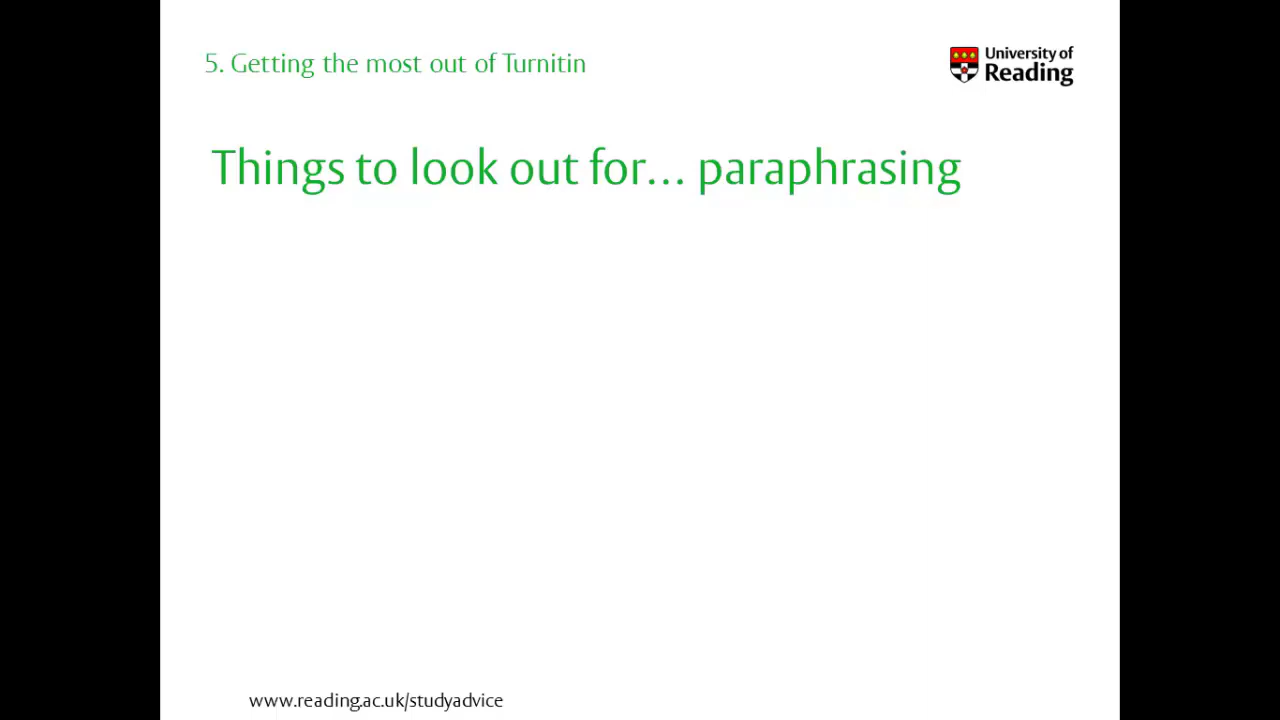 5. Getting the most out of Turnitin
University of
Reading
Things to look out for... paraphrasing
www.reading.ac.uk/studyadvice